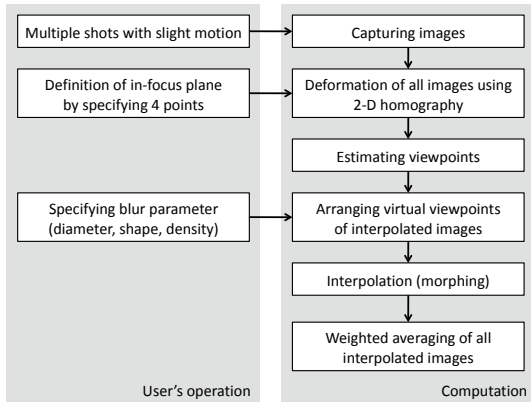 Multiple shots with slight motion
Capturing images
Definition of in-focus plane
by specifying 4 points
Deformation of all images using
2-D homography
Estimating viewpoints
Specifying blur parameter
(diameter, shape, density)
Arranging virtual viewpoints
of interpolated images
Interpolation (morphing)
Weighted averaging of all
interpolated images
User's operation
Computation